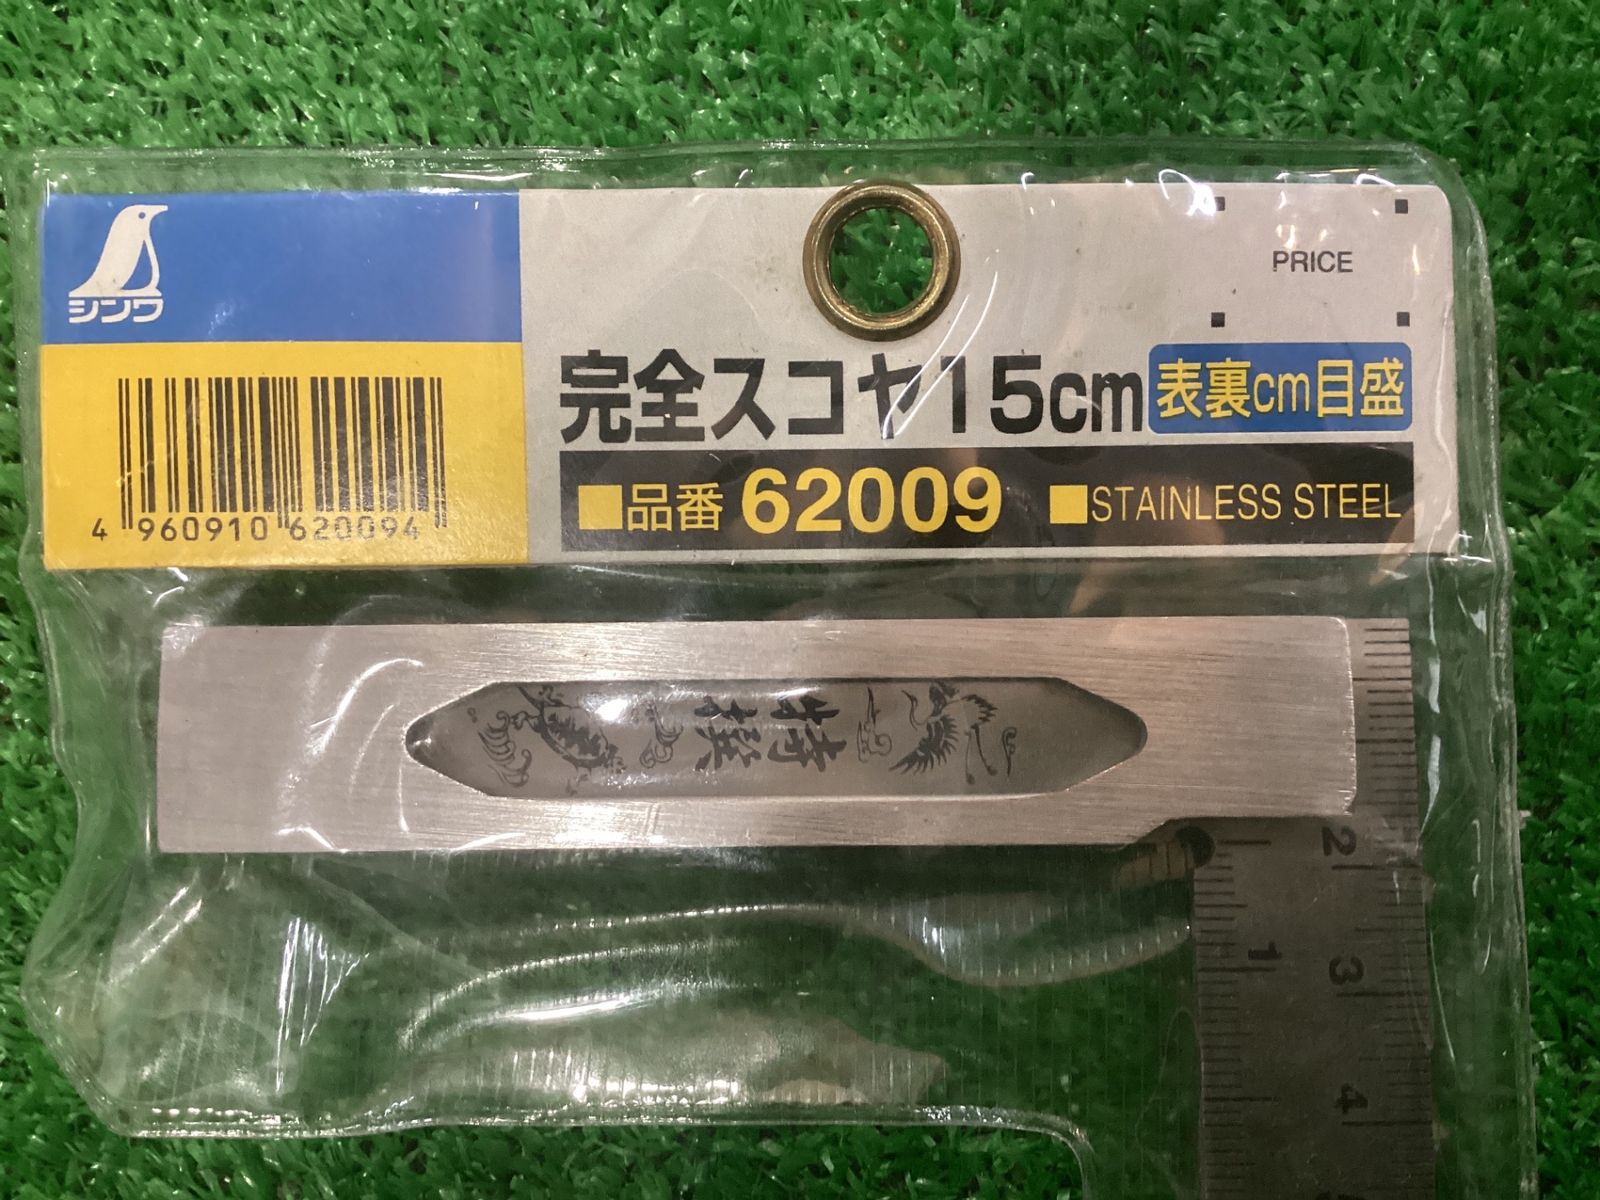 シンワ
PRICE
完全スコヤ15cm 表裏cm目盛
■品番 62009 ■STAINLESS STEEL
4 960910 620094
特撰
2
1 3
4